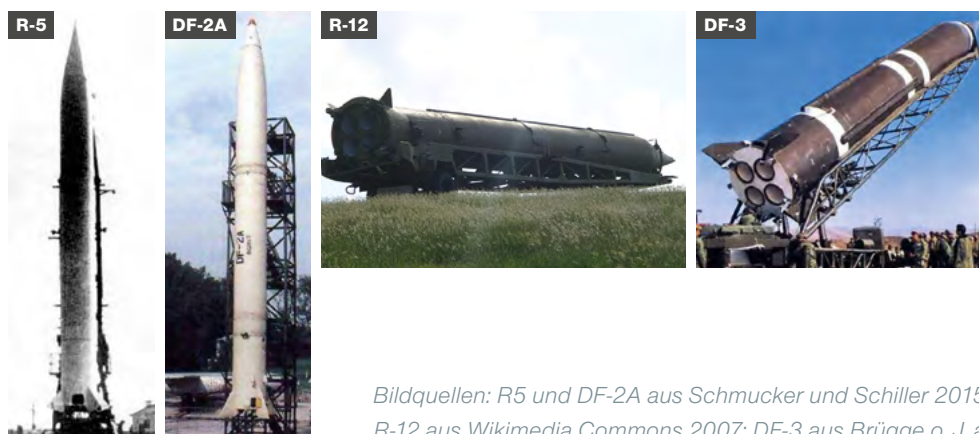 R-5
DF-2A
R-12
DF-3
DF-2A
Bildquellen: R5 und DF-2A aus Schmucker und Schiller 2015
R-12 aus Wikimedia Commons 2007; DF-3 aus Brügge o. J.